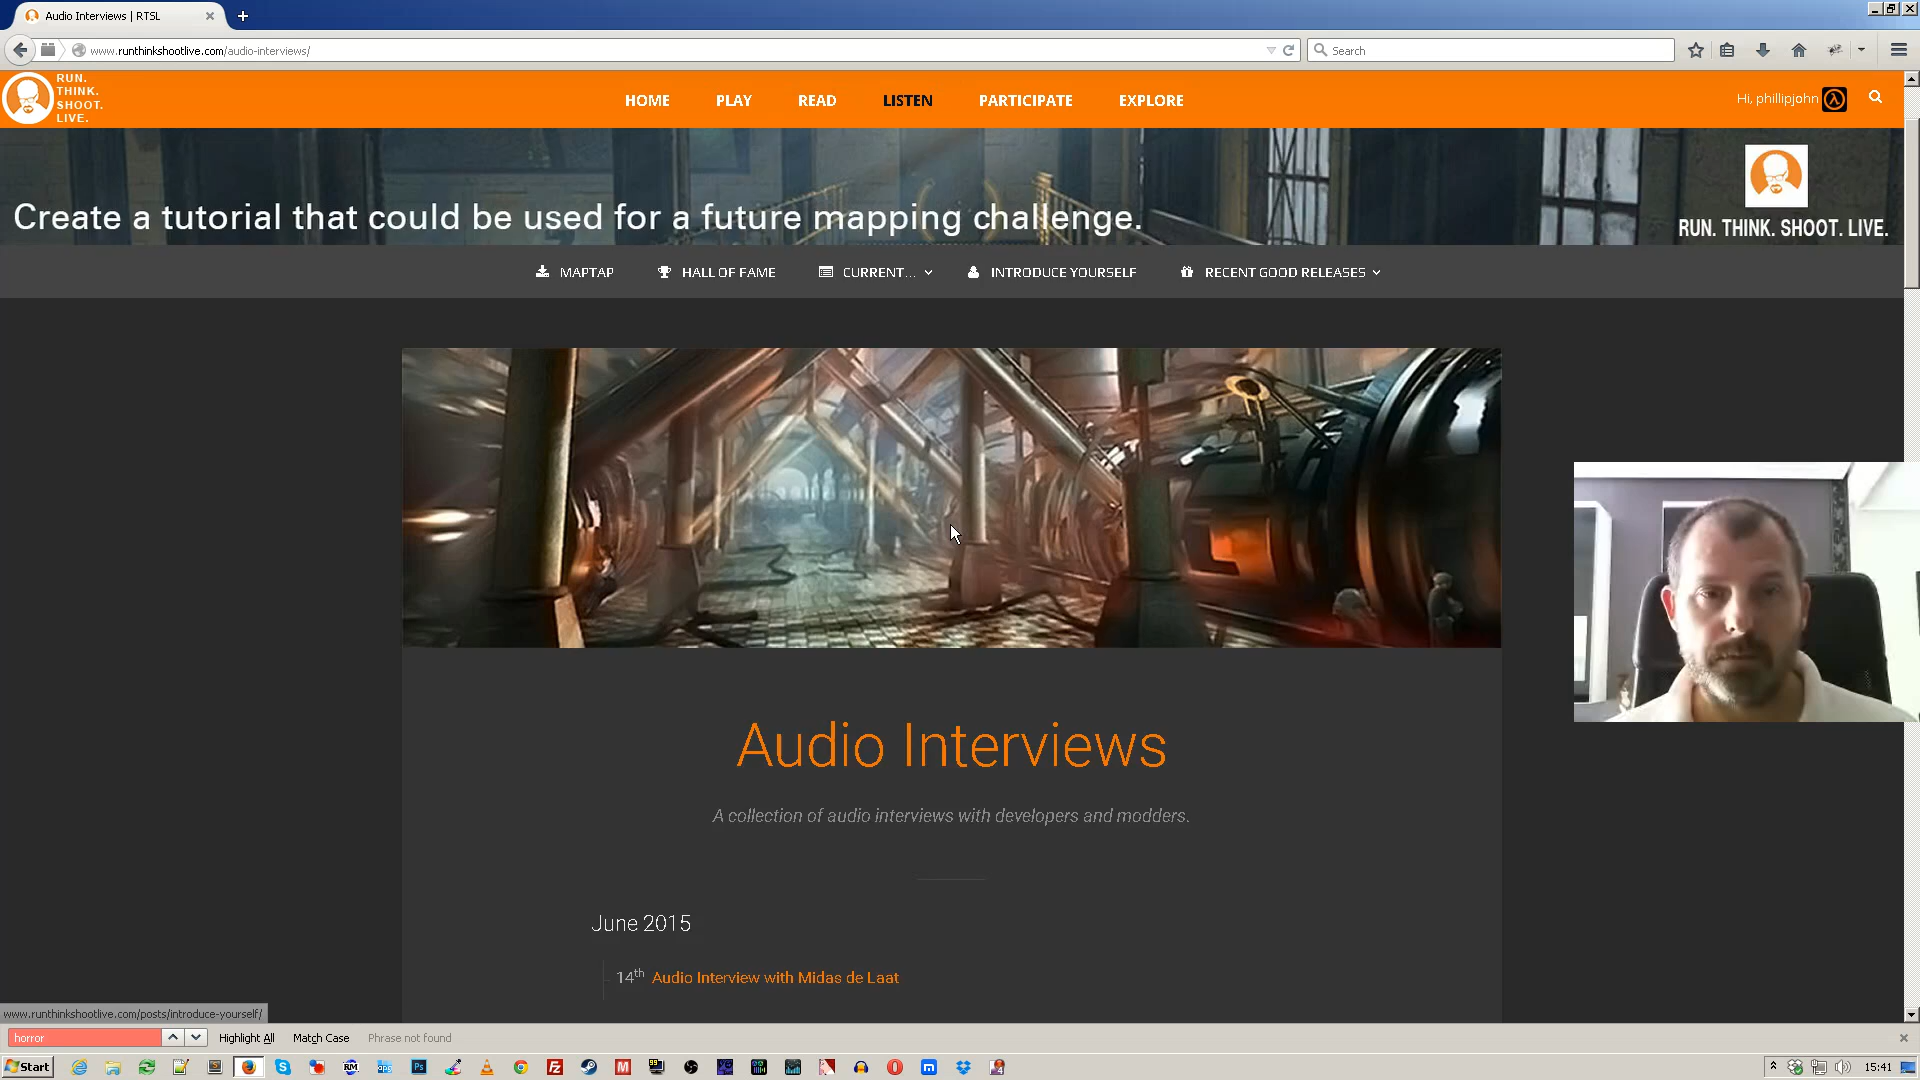 Audio Interviews | RTSL
www.runthinkshootlive.com/audio-interviews/
Search
RUN.
THINK.
SHOOT.
LIVE.
HOME PLAY READ LISTEN PARTICIPATE EXPLORE
Hi, phillipjohn
Create a tutorial that could be used for a future mapping challenge.
RUN. THINK. SHOOT. LIVE.
MAPTAP HALL OF FAME CURRENT... INTRODUCE YOURSELF RECENT GOOD RELEASES
Audio Interviews
A collection of audio interviews with developers and modders.
June 2015
14th Audio Interview with Midas de Laat
www.runthinkshootlive.com/posts/introduce-yourself/
horror Highlight All Match Case Phrase not found
Start 15:41